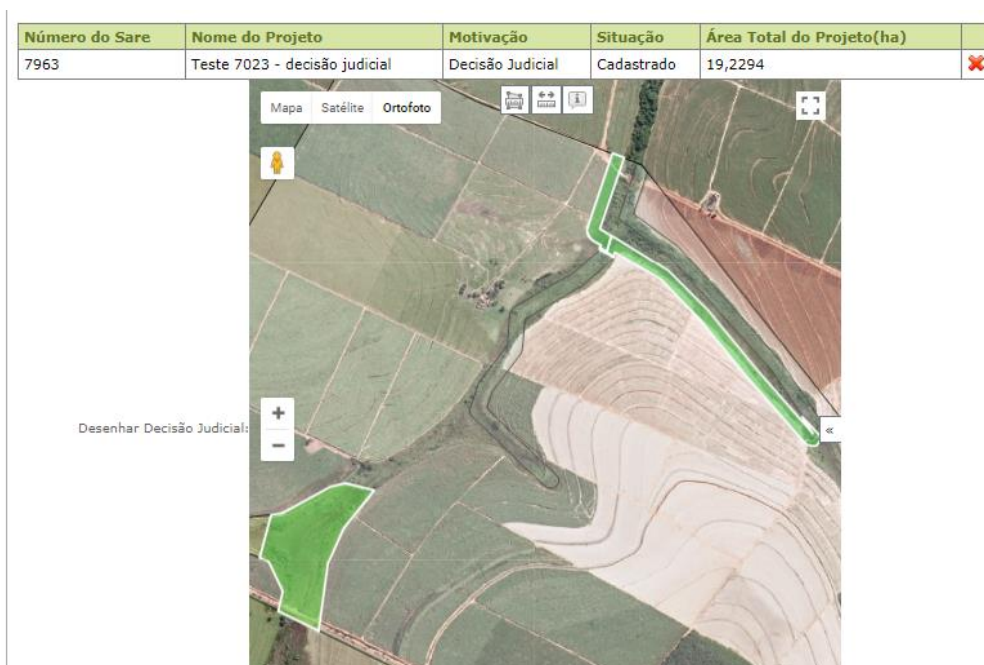 Número do Sare Nome do Projeto Motivação Situação Área Total do Projeto(ha)
7963 Teste 7023 - decisão judicial Decisão Judicial Cadastrado 19,2294
Mapa Satélite Ortofoto
Desenhar Decisão Judicial:
+
−
«